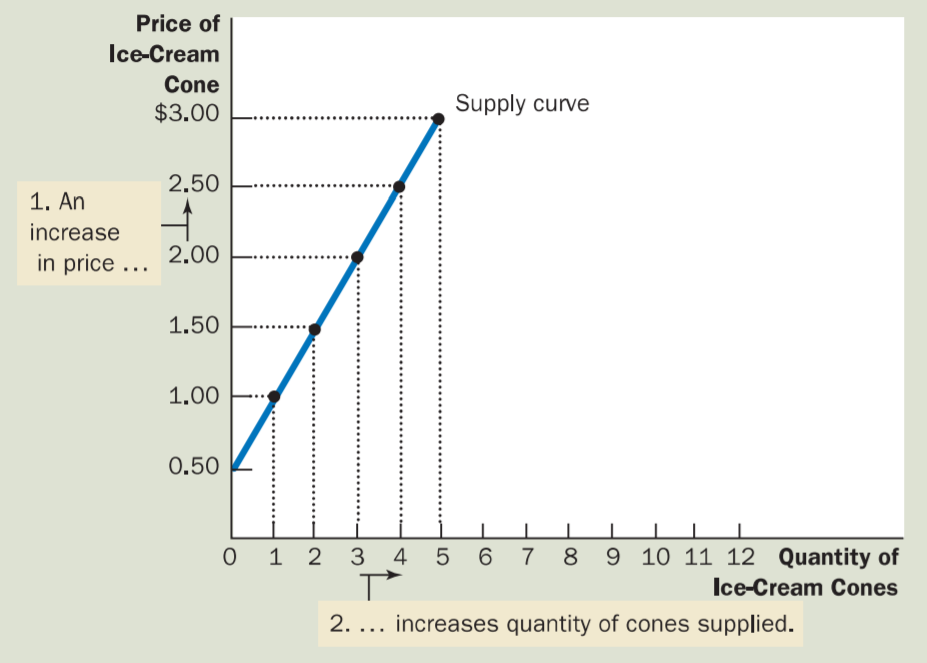 Price of
Ice-Cream
Cone
$3.00
Supply curve
2.50
1. An
increase
in price ...
2.00
1.50
1.00
0.50
0 1 2 3 4 5 6 7 8 9 10 11 12 Quantity of
Ice-Cream Cones
2. ... increases quantity of cones supplied.